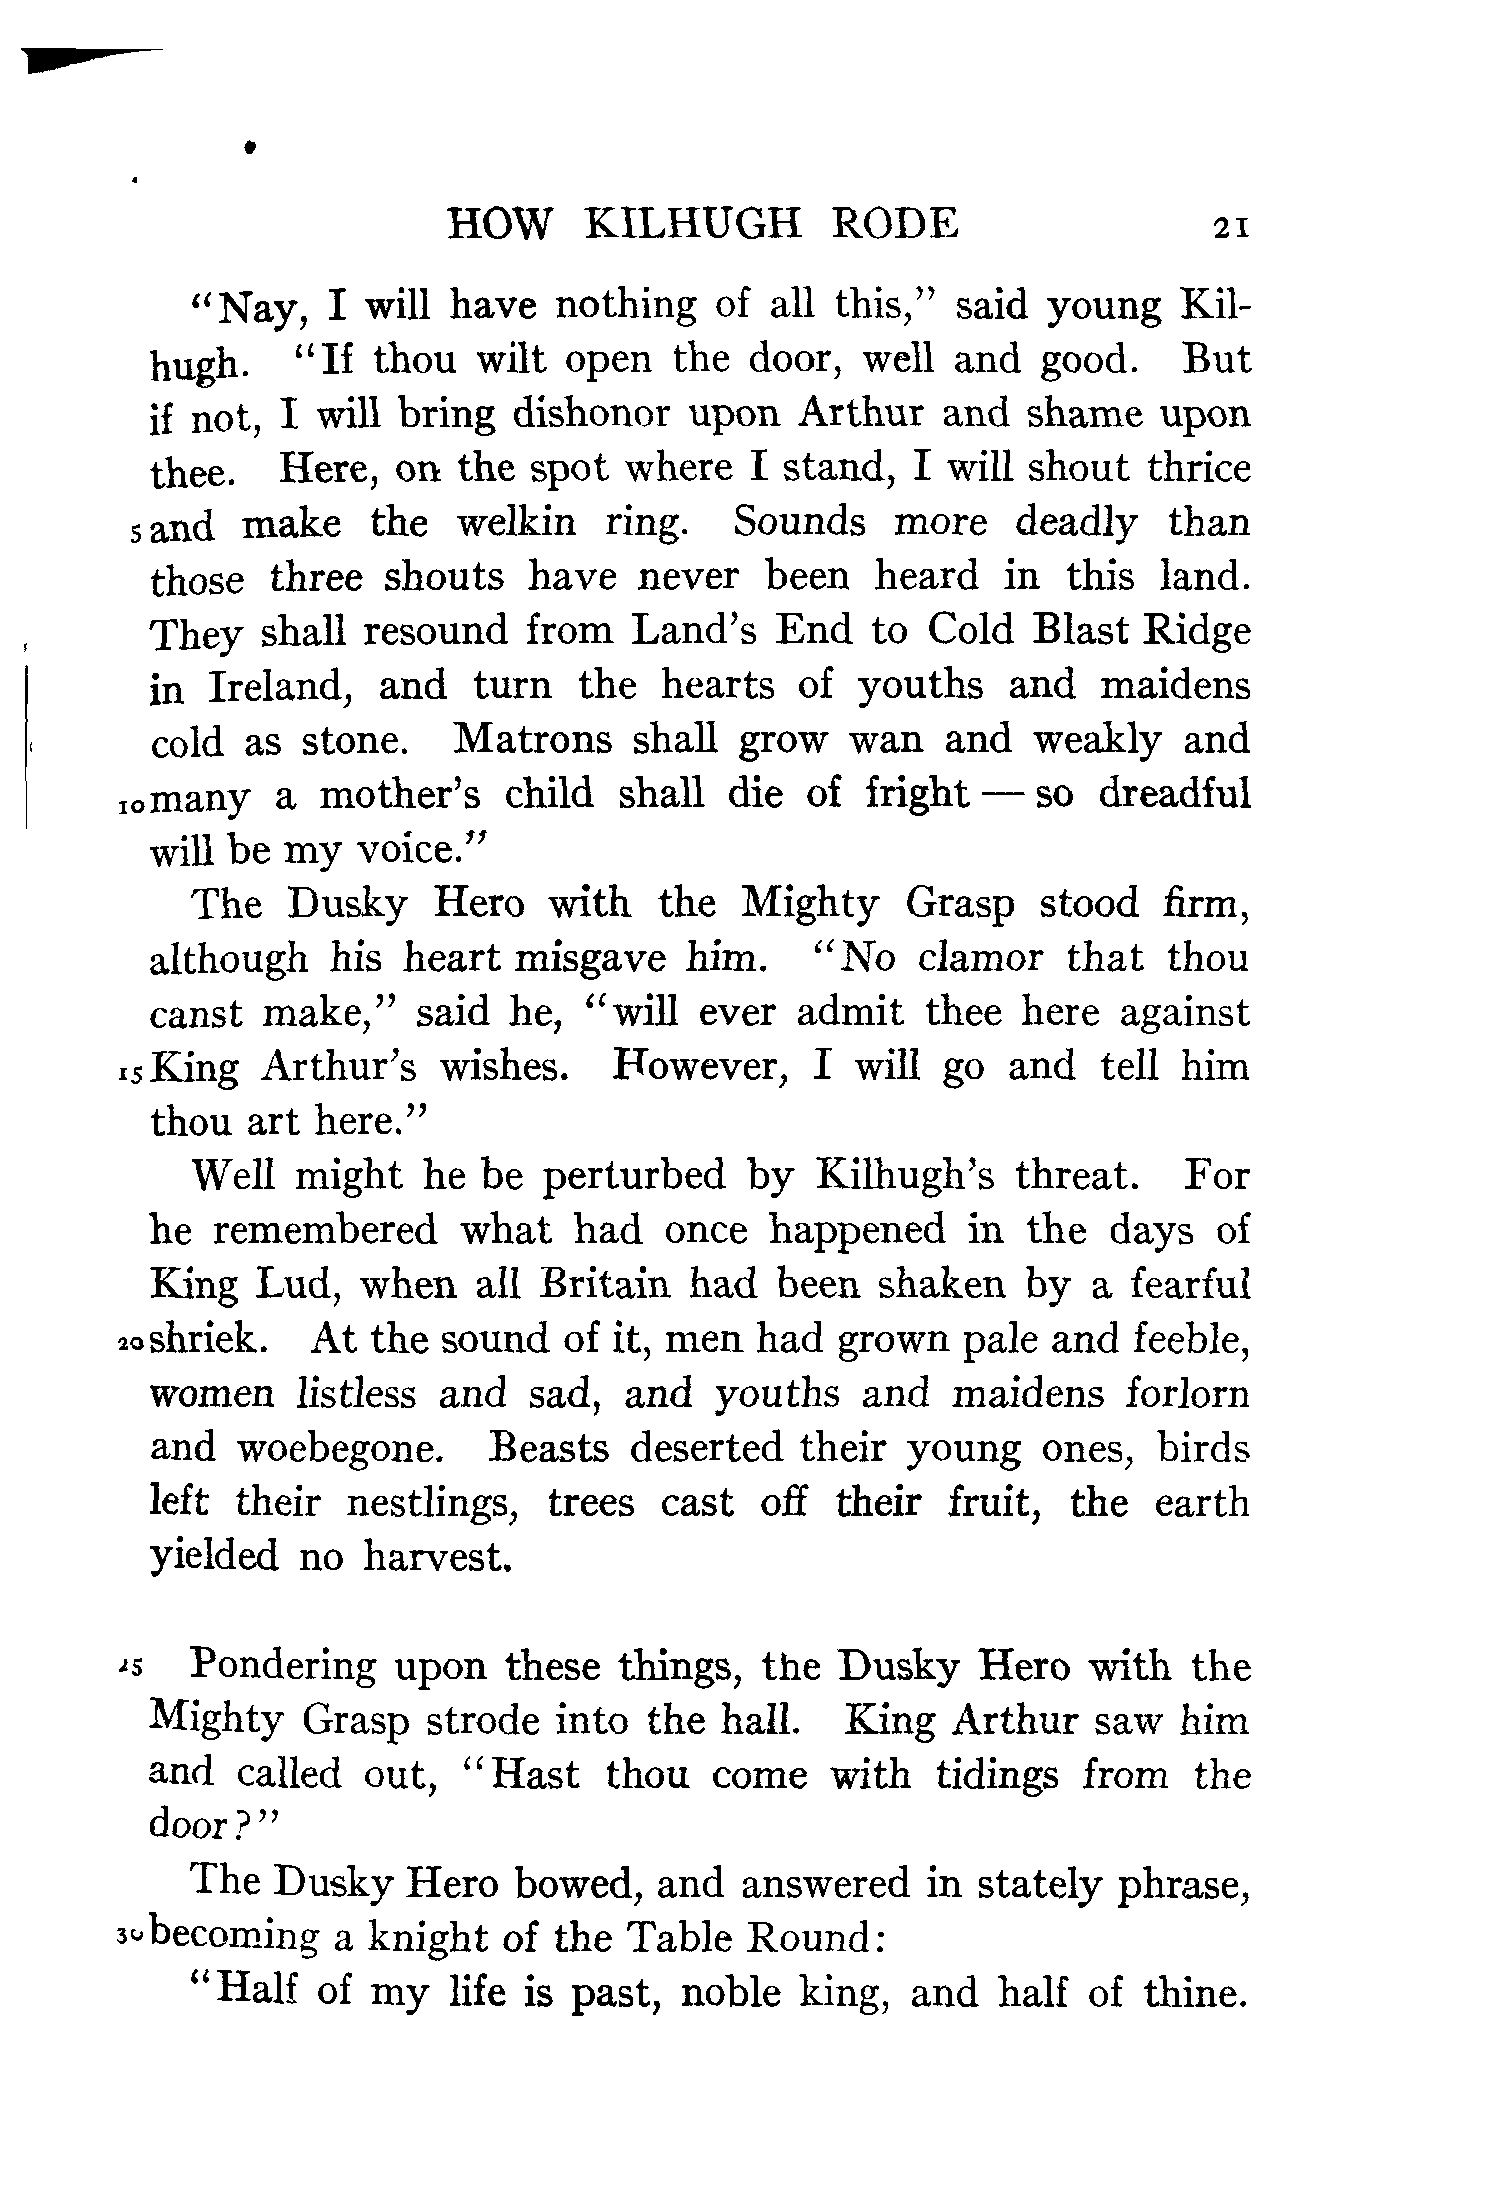 HOW KILHUGH RODE 21
"Nay, I will have nothing of all this," said young Kil-
hugh. "If thou wilt open the door, well and good. But
if not, I will bring dishonor upon Arthur and shame upon
thee. Here, on the spot where I stand, I will shout thrice
5 and make the welkin ring. Sounds more deadly than
those three shouts have never been heard in this land.
They shall resound from Land's End to Cold Blast Ridge
in Ireland, and turn the hearts of youths and maidens
cold as stone. Matrons shall grow wan and weakly and
10 many a mother's child shall die of fright — so dreadful
will be my voice."
The Dusky Hero with the Mighty Grasp stood firm,
although his heart misgave him. "No clamor that thou
canst make," said he, "will ever admit thee here against
15 King Arthur's wishes. However, I will go and tell him
thou art here."
Well might he be perturbed by Kilhugh's threat. For
he remembered what had once happened in the days of
King Lud, when all Britain had been shaken by a fearful
20 shriek. At the sound of it, men had grown pale and feeble,
women listless and sad, and youths and maidens forlorn
and woebegone. Beasts deserted their young ones, birds
left their nestlings, trees cast off their fruit, the earth
yielded no harvest.
25 Pondering upon these things, the Dusky Hero with the
Mighty Grasp strode into the hall. King Arthur saw him
and called out, "Hast thou come with tidings from the
door?"
The Dusky Hero bowed, and answered in stately phrase,
30 becoming a knight of the Table Round:
"Half of my life is past, noble king, and half of thine.